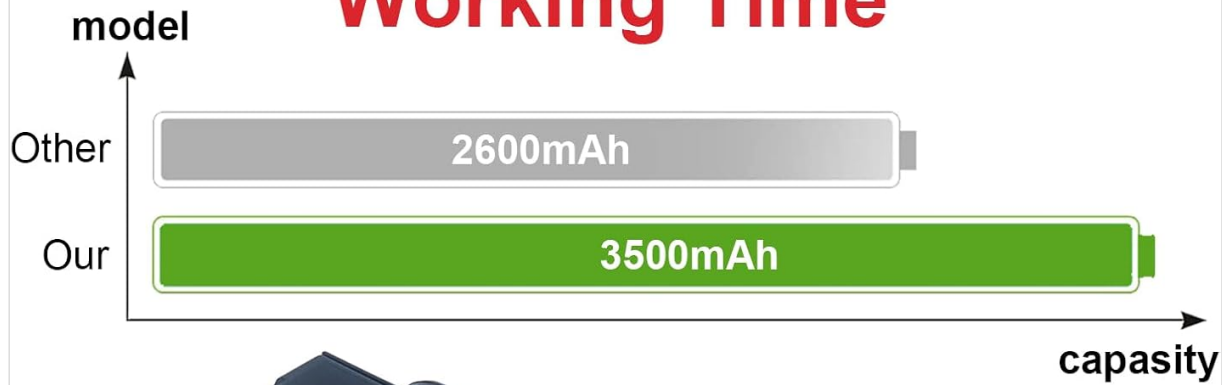 Working Time
model
Other
2600mAh
Our
3500mAh
capasity